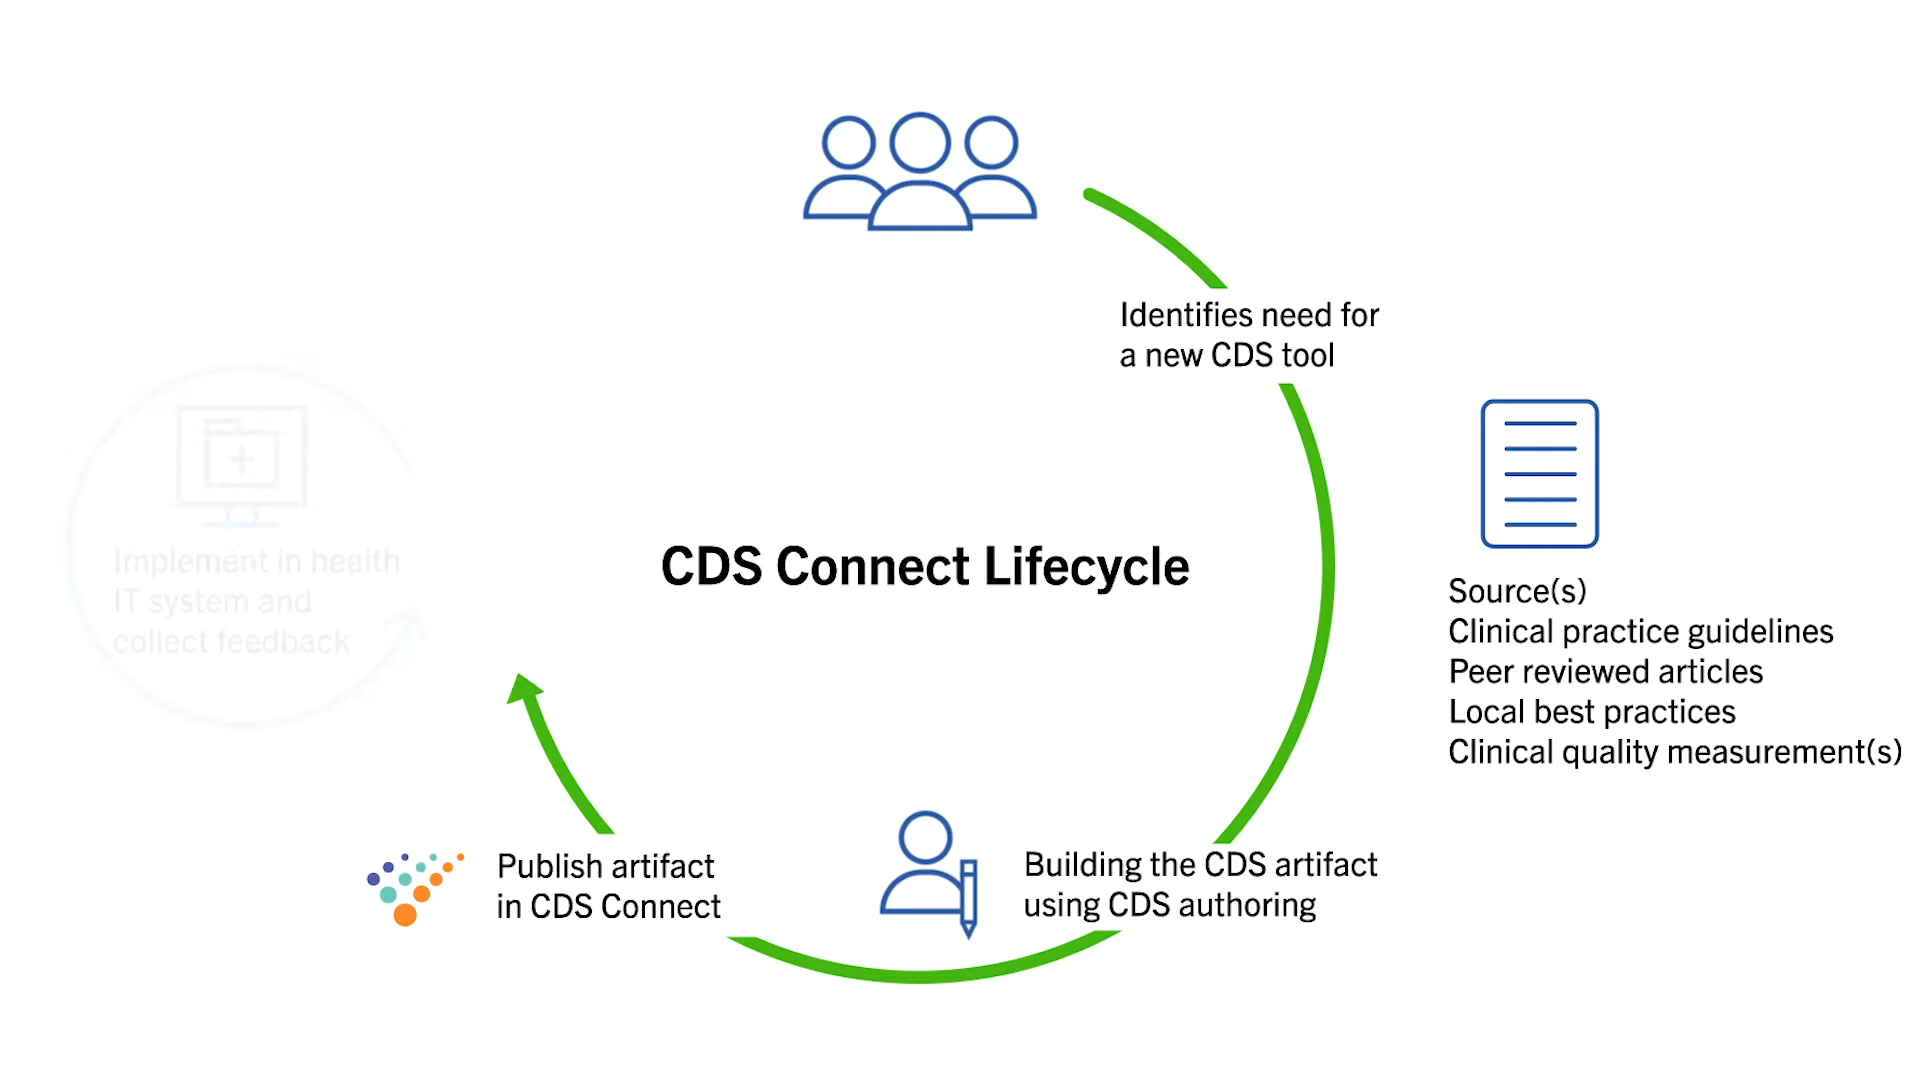 Identifies need for
a new CDS tool
CDS Connect Lifecycle
Source(s)
Clinical practice guidelines
Peer reviewed articles
Local best practices
Clinical quality measurement(s)
Building the CDS artifact
using CDS authoring
Publish artifact
in CDS Connect
Implement in health
IT system and
collect feedback